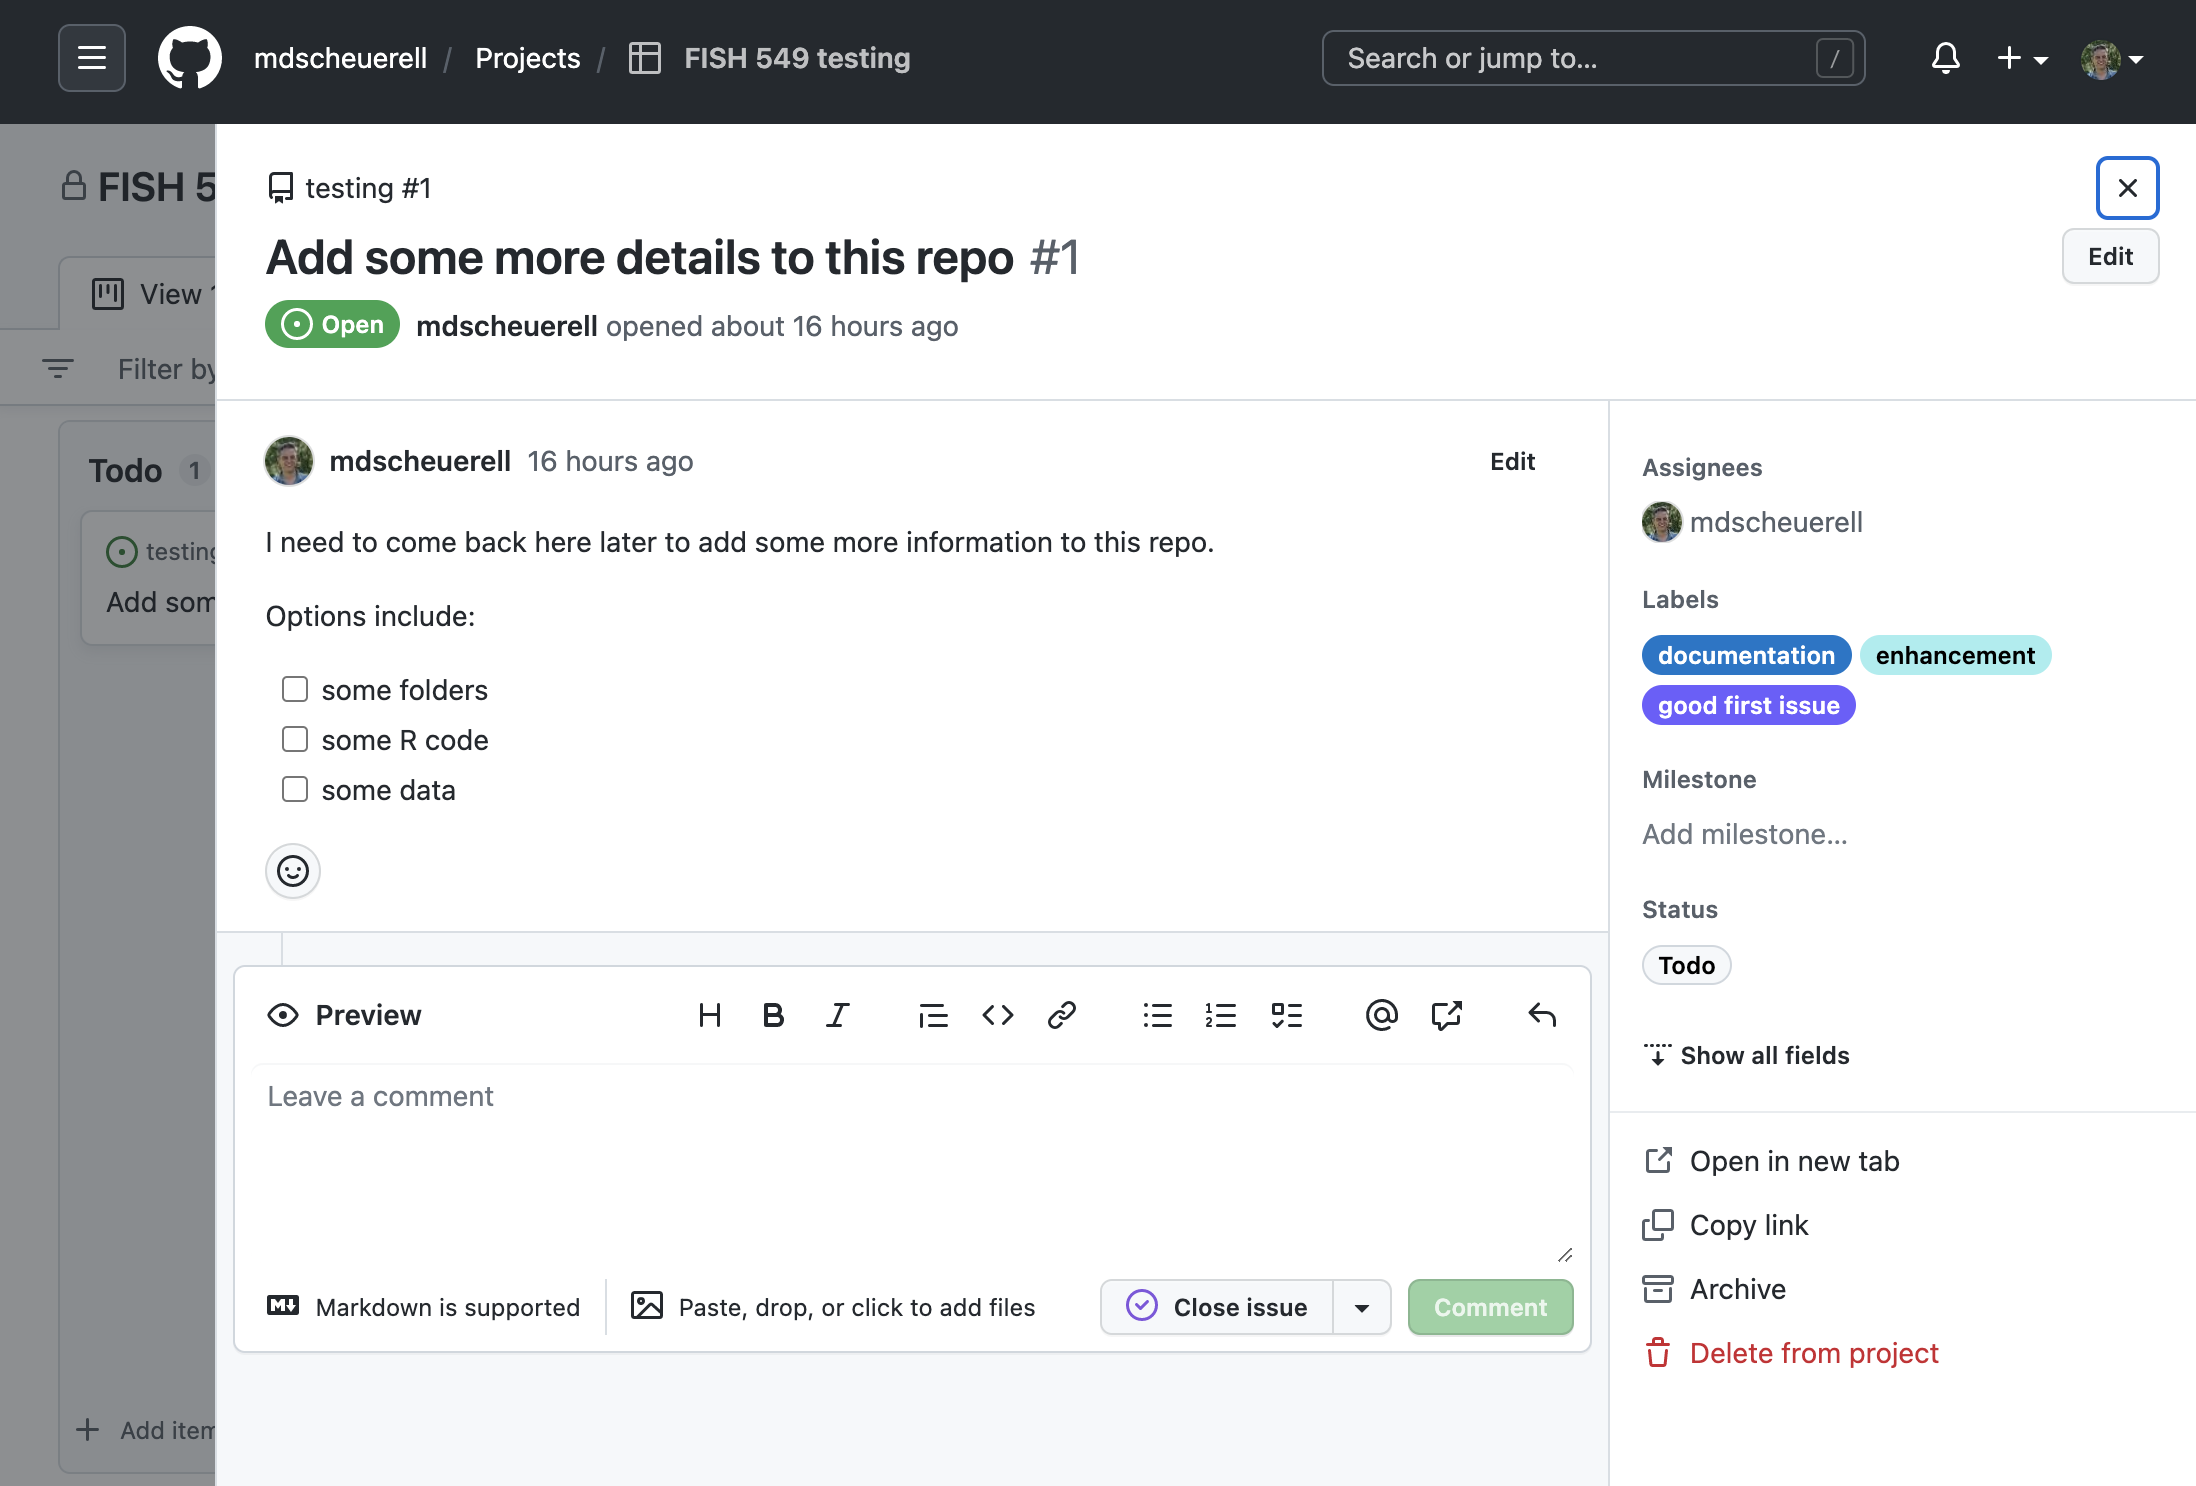 mdscheuerell / Projects / FISH 549 testing
Search or jump to... /
FISH 5
View
Filter by
Todo 1
testing
Add som
Add item
testing #1
Add some more details to this repo #1
Edit
Open mdscheuerell opened about 16 hours ago
mdscheuerell 16 hours ago Edit
I need to come back here later to add some more information to this repo.
Options include:
some folders
some R code
some data
Preview
Leave a comment
Markdown is supported
Paste, drop, or click to add files
Close issue
Comment
Assignees
mdscheuerell
Labels
documentation enhancement
good first issue
Milestone
Add milestone...
Status
Todo
Show all fields
Open in new tab
Copy link
Archive
Delete from project